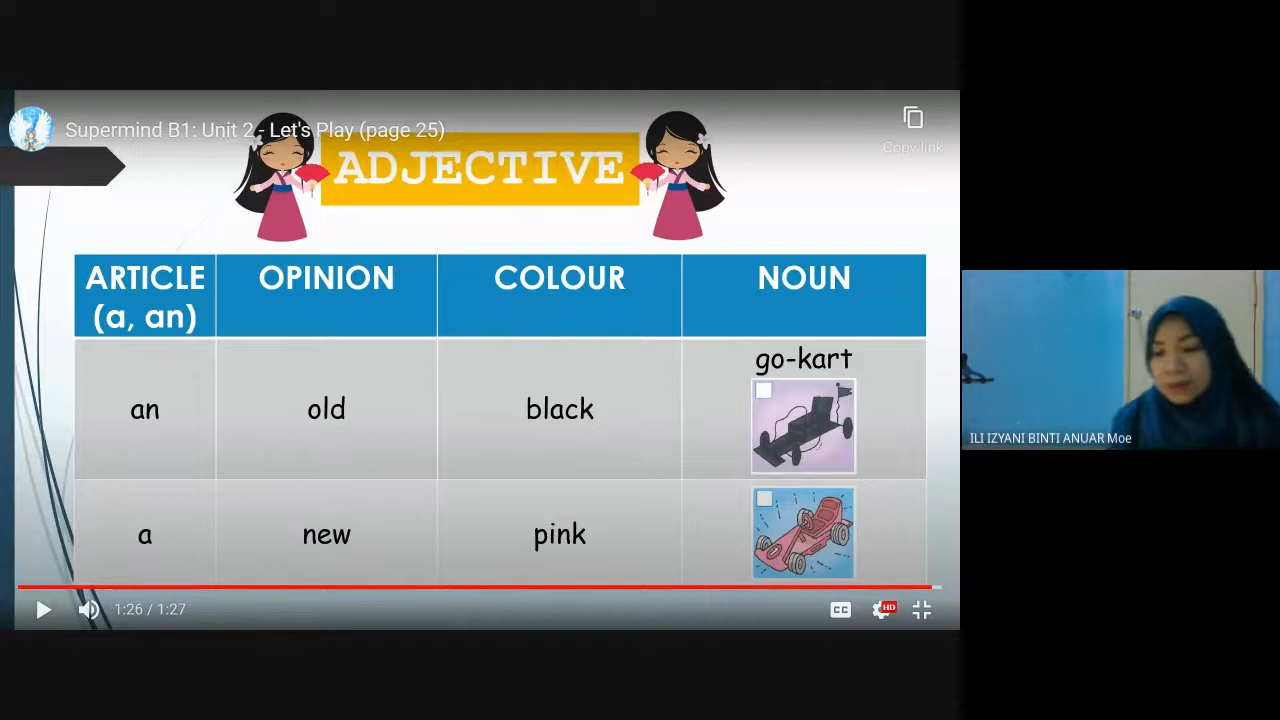 Supermind B1: Unit 2 - Let's Play (page 25)
Copy link
ADJECTIVE
ARTICLE (a, an) OPINION COLOUR NOUN
an old black go-kart
a new pink
1:26 / 1:27
CC
HD
ILI IZYANI BINTI ANUAR Moe